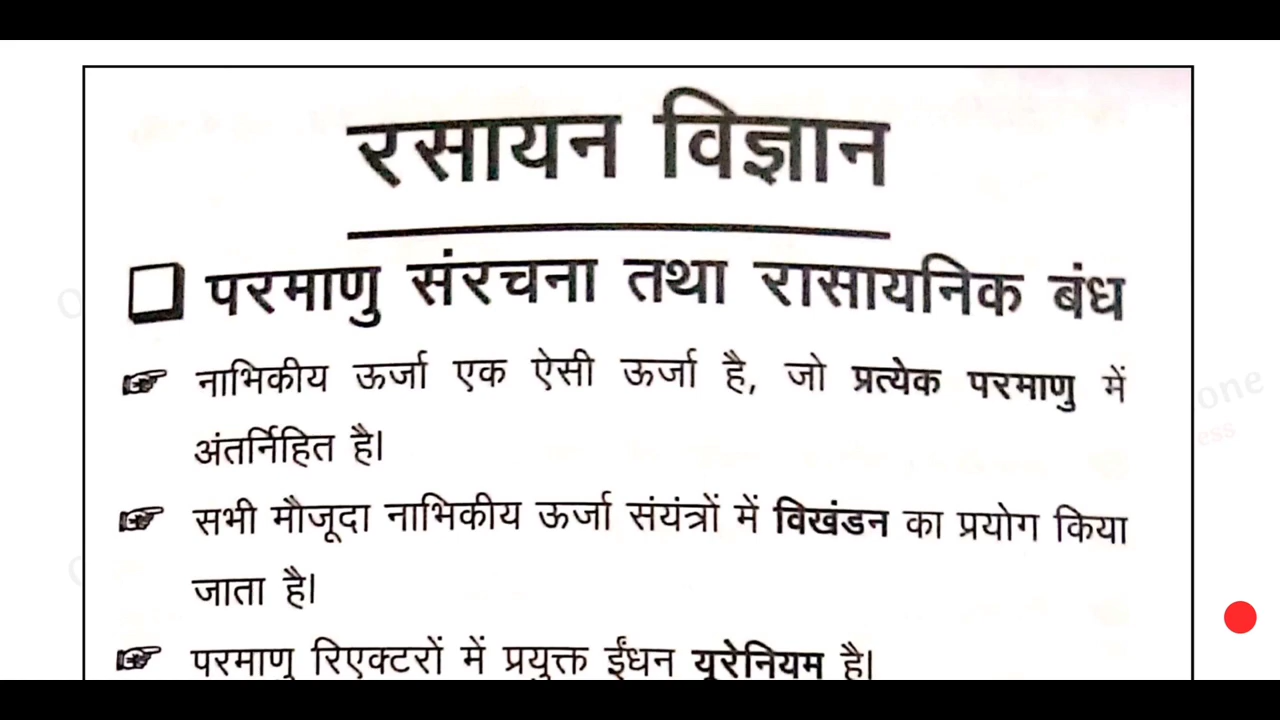 रसायन विज्ञान
परमाणु संरचना तथा रासायनिक बंध
नाभिकीय ऊर्जा एक ऐसी ऊर्जा है, जो प्रत्येक परमाणु में
अंतर्निहित है।
सभी मौजूदा नाभिकीय ऊर्जा संयंत्रों में विखंडन का प्रयोग किया
जाता है।
परमाणु रिएक्टरों में प्रयुक्त ईंधन यूरेनियम है।